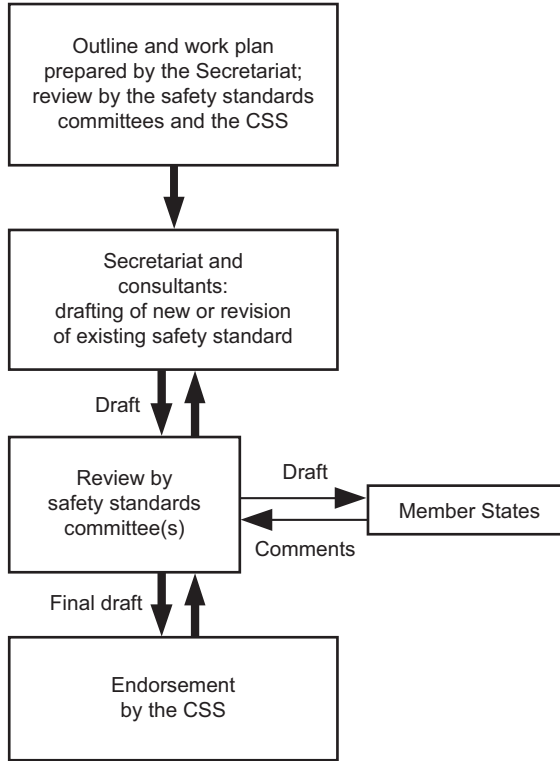 Outline and work plan
prepared by the Secretariat;
review by the safety standards
committees and the CSS
Secretariat and
consultants:
drafting of new or revision
of existing safety standard
Draft
Review by
safety standards
committee(s)
Draft
Member States
Comments
Final draft
Endorsement
by the CSS